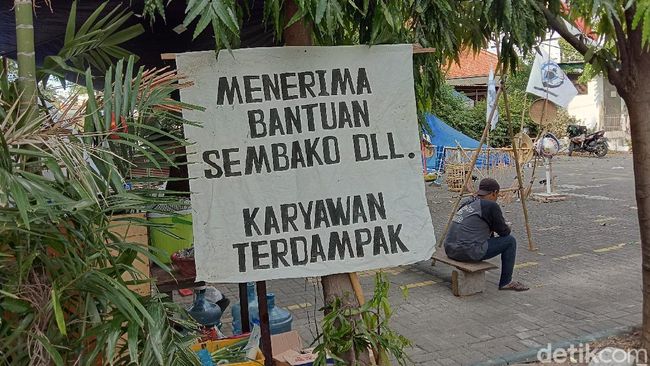 MENERIMA
BANTUAN
SEMBAKO DLL.
KARYAWAN
TERDAMPAK
detikcom